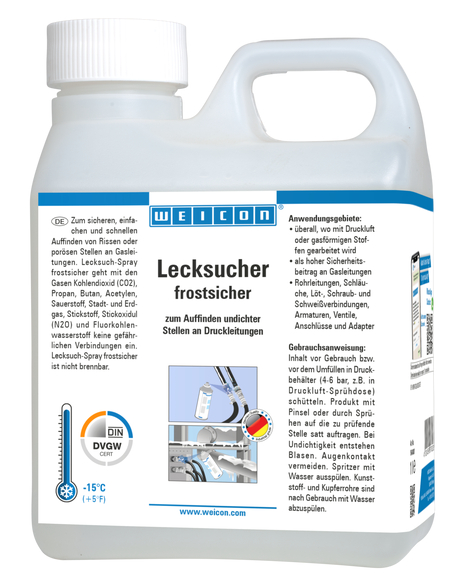 WEICON®
Lecksucher
frostsicher
zum Auffinden undichter
Stellen an Druckleitungen
DE Zum sicheren, einfa-
chen und schnellen
Auffinden von Rissen oder
porösen Stellen an Gaslei-
tungen. Lecksuch-Spray
frostsicher geht mit den
Gasen Kohlendioxid (CO2),
Propan, Butan, Acetylen,
Sauerstoff, Stadt- und Erd-
gas, Stickstoff, Stickoxidul
(N2O) und Fluorkohlen-
wasserstoff keine gefähr-
lichen Verbindungen ein.
Lecksuch-Spray frostsicher
ist nicht brennbar.
-15°C
(+5°F)
DIN
DVGW
CERT
www.weicon.com
Anwendungsgebiete:
• überall, wo mit Druckluft
oder gasförmigen Stof-
fen gearbeitet wird
• als hoher Sicherheits-
beitrag an Gasleitungen
• Rohrleitungen, Schläu-
che, Löt-, Schraub- und
Schweißverbindungen,
Armaturen, Ventile,
Anschlüsse und Adapter
Gebrauchsanweisung:
Inhalt vor Gebrauch bzw.
vor dem Umfüllen in Druck-
behälter (4-6 bar, z.B. in
Druckluft-Sprühdose)
schütteln. Produkt mit
Pinsel oder durch Sprü-
hen auf die zu prüfende
Stelle satt auftragen. Bei
Undichtigkeit entstehen
Blasen. Augenkontakt
vermeiden. Spritzer mit
Wasser ausspülen. Kunst-
stoff- und Kupferrohre sind
nach Gebrauch mit Wasser
abzuspülen.